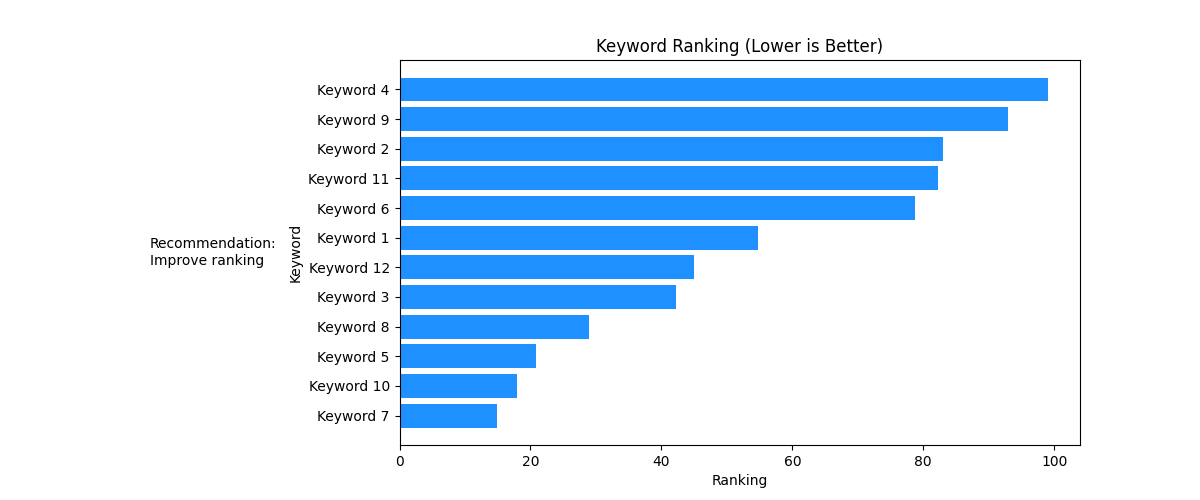 Keyword Ranking (Lower is Better)
Keyword 4
Keyword 9
Keyword 2
Keyword 11
Keyword 6
Keyword 1
Keyword 12
Keyword 3
Keyword 8
Keyword 5
Keyword 10
Keyword 7
Keyword
Recommendation:
Improve ranking
0 20 40 60 80 100
Ranking